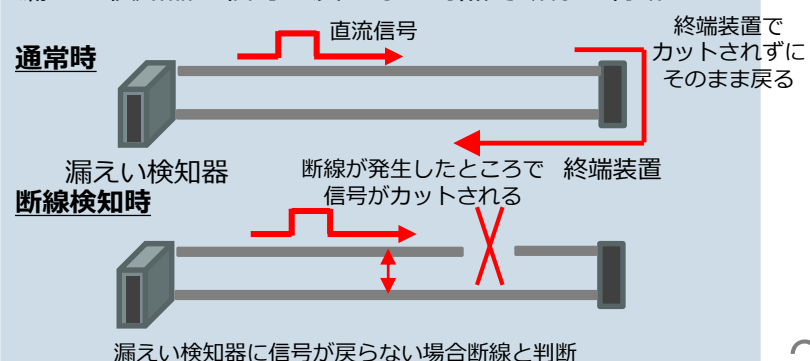 直流信号
終端装置で
カットされずに
そのまま戻る
通常時
漏えい検知器
断線が発生したところで
信号がカットされる
終端装置
断線検知時
漏えい検知器に信号が戻らない場合断線と判断